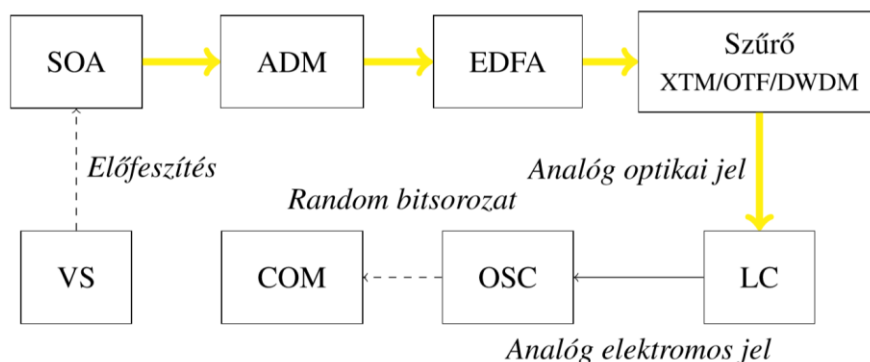 SOA
ADM
EDFA
Szűrő
XTM/OTF/DWDM
Előfeszítés
Analóg optikai jel
Random bitsorozat
VS
COM
OSC
LC
Analóg elektromos jel